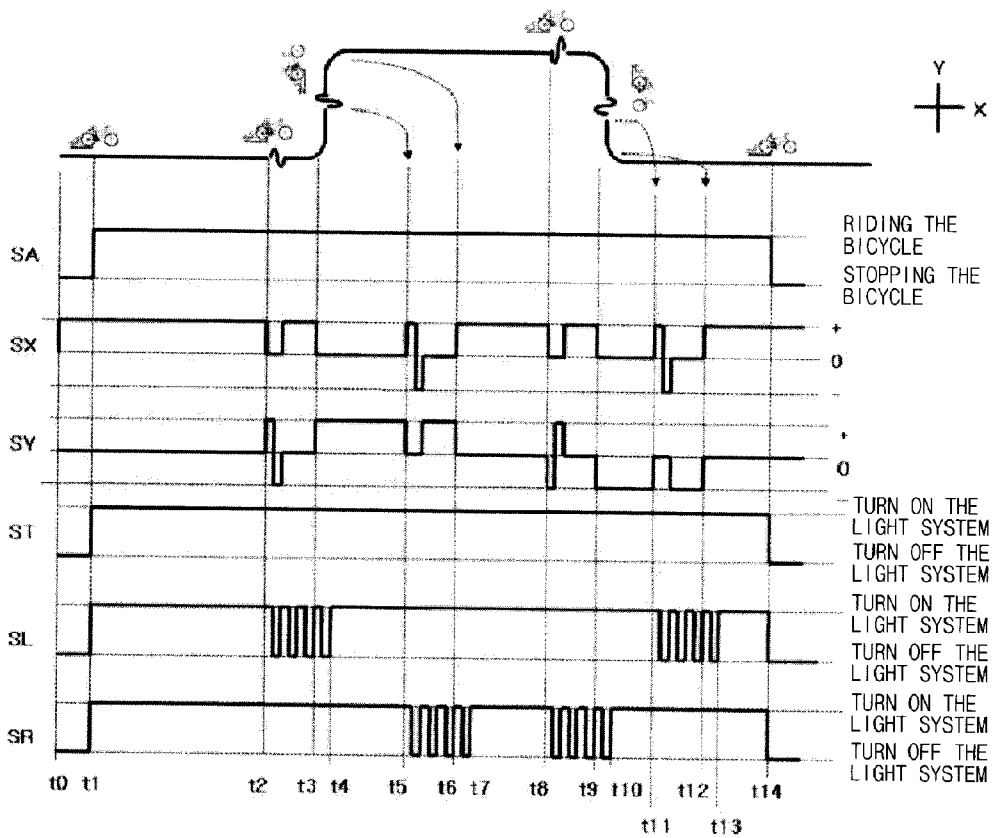 Y
X
SA
RIDING THE
BICYCLE
STOPPING THE
BICYCLE
SX
+
0
SY
+
0
ST
TURN ON THE
LIGHT SYSTEM
TURN OFF THE
LIGHT SYSTEM
SL
TURN ON THE
LIGHT SYSTEM
TURN OFF THE
LIGHT SYSTEM
SR
TURN ON THE
LIGHT SYSTEM
TURN OFF THE
LIGHT SYSTEM
t0 t1 t2 t3 t4 t5 t6 t7 t8 t9 t10 t12 t14
t11 t13